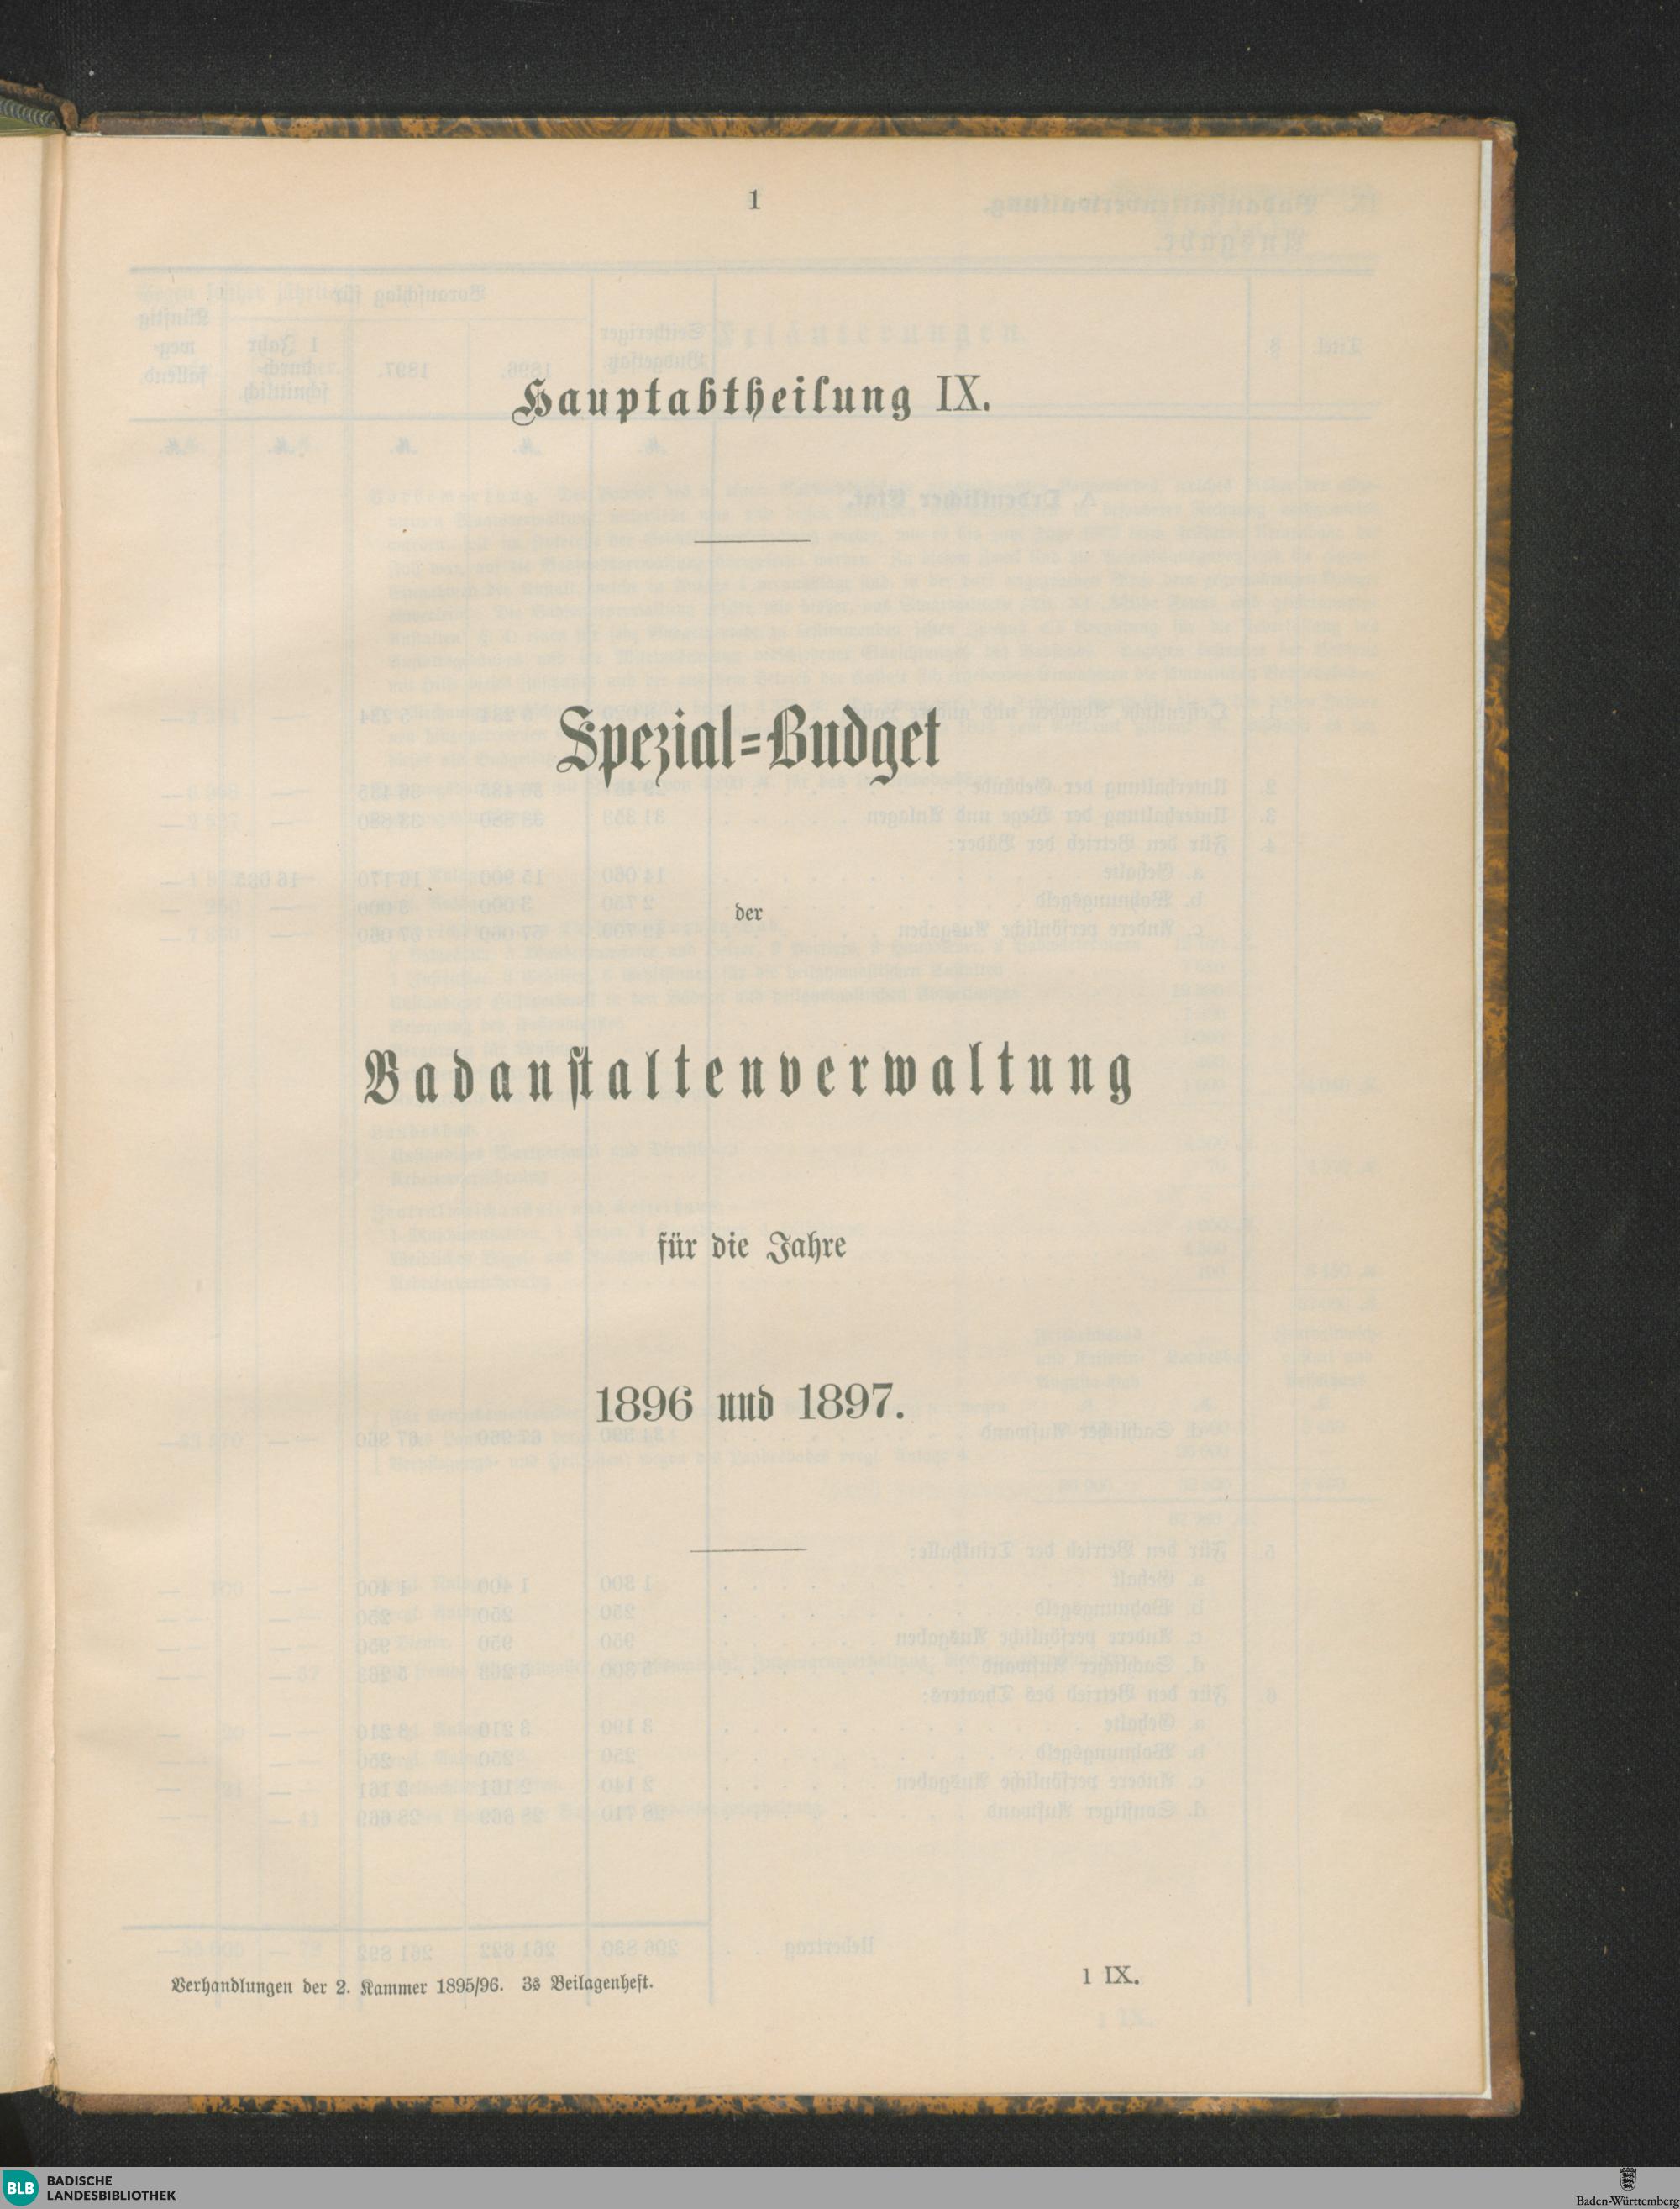 1
Hauptabtheilung IX.
Spezial=Budget
der
Badanstaltenverwaltung
für die Jahre
1896 und 1897.
Verhandlungen der 2. Kammer 1895/96. 3s Beilagenheft.
1 IX.
BLB
BADISCHE
LANDESBIBLIOTHEK
Baden-Württemberg